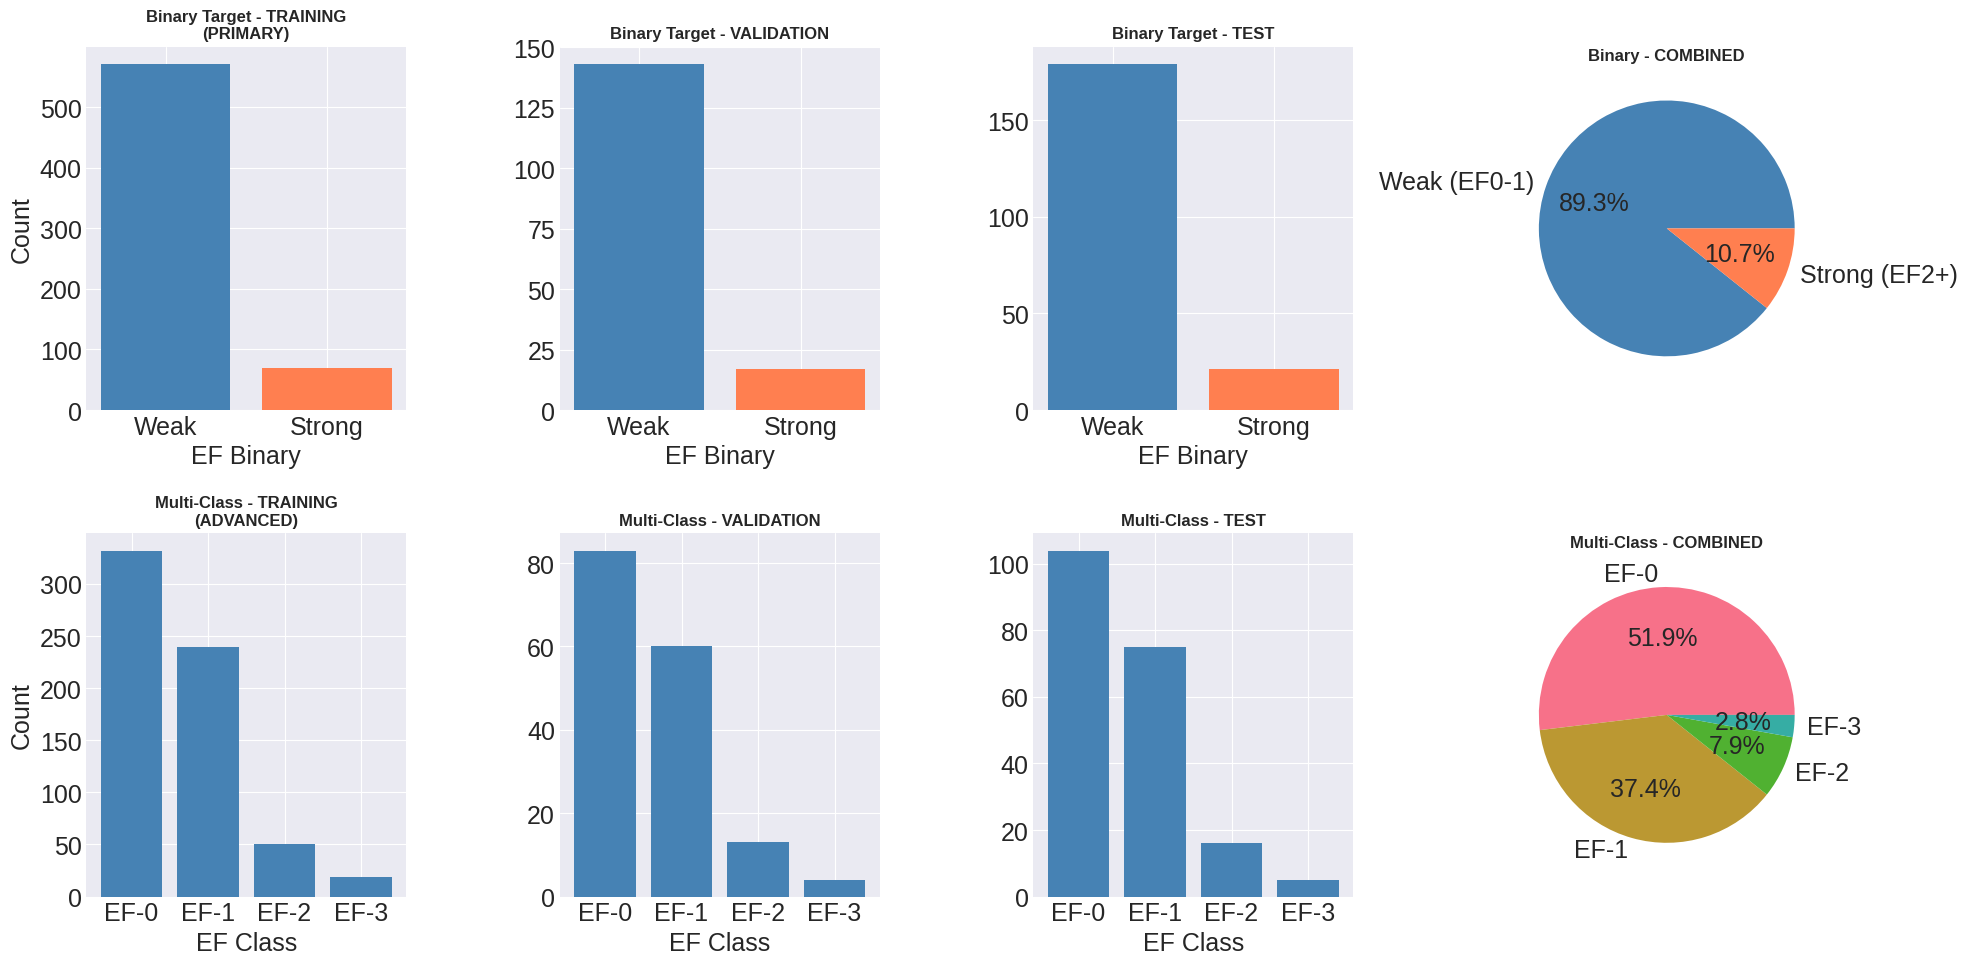 Binary Target - TRAINING
(PRIMARY)
500
400
300
200
100
0
Count
Weak Strong
EF Binary
Binary Target - VALIDATION
150
125
100
75
50
25
0
Weak Strong
EF Binary
Binary Target - TEST
150
100
50
0
Weak Strong
EF Binary
Binary - COMBINED
Weak (EF0-1)
89.3%
10.7%
Strong (EF2+)
Multi-Class - TRAINING
(ADVANCED)
300
250
200
150
100
50
0
Count
EF-0 EF-1 EF-2 EF-3
EF Class
Multi-Class - VALIDATION
80
60
40
20
0
EF-0 EF-1 EF-2 EF-3
EF Class
Multi-Class - TEST
100
80
60
40
20
0
EF-0 EF-1 EF-2 EF-3
EF Class
Multi-Class - COMBINED
EF-0
51.9%
2.8%
EF-3
7.9%
EF-2
37.4%
EF-1